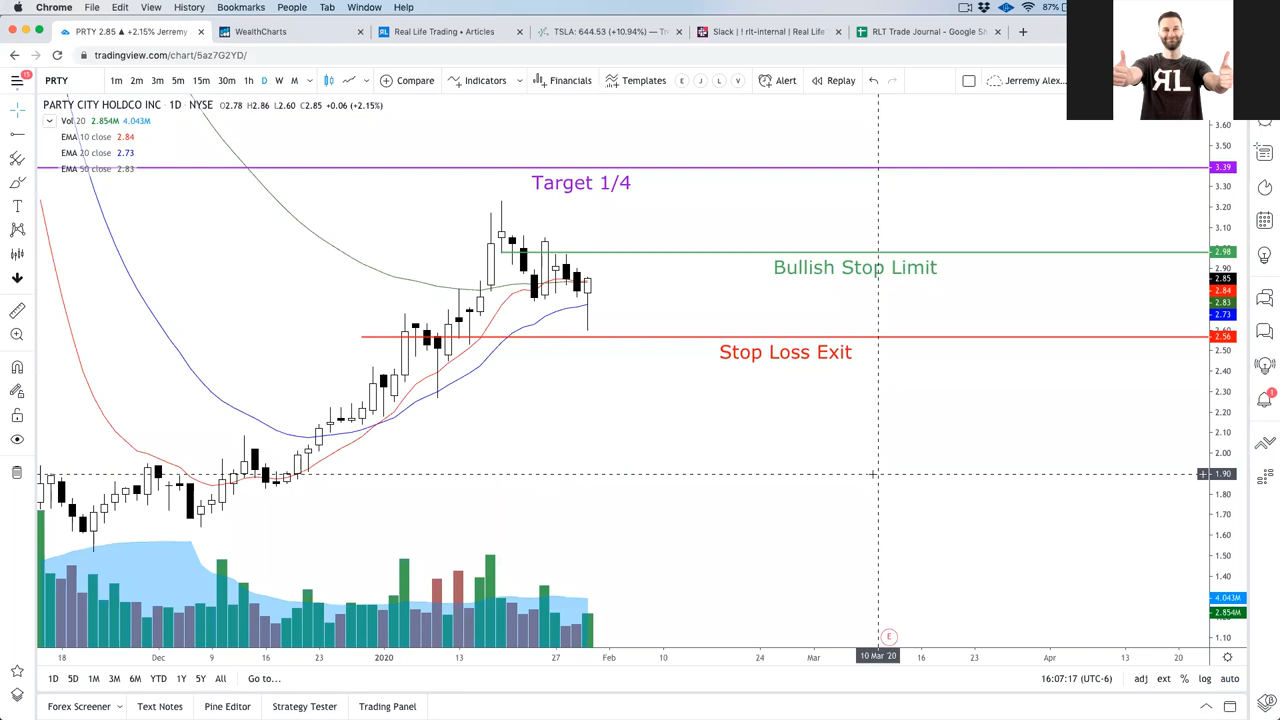 Chrome File Edit View History Bookmarks People Tab Window Help 87%
PRTY 2.85 ▲ +2.15% Jerremy × WealthCharts × Real Life Trading • Articles × TSLA: 644.53 (+10.94%) — Tr × Slack | ! rlt-internal | Real Life × RLT Trade Journal - Google Sh × +
tradingview.com/chart/5az7G2YD/
15 PRTY 1m 2m 3m 5m 15m 30m 1h D W M Compare Indicators Financials Templates E J L V Alert Replay Jeremy Alex...
RL
PARTY CITY HOLDCO INC · 1D · NYSE O2.78 H2.86 L2.60 C2.85 +0.06 (+2.15%)
Vol 20 2.854M 4.043M
EMA 10 close 2.84
EMA 20 close 2.73
EMA 50 close 2.83
3.60
3.50
3.39
Target 1/4
3.30
3.20
3.10
2.98
Bullish Stop Limit
2.90
2.85
2.84
2.83
2.73
2.56
Stop Loss Exit
2.50
2.40
2.30
2.20
2.10
2.00
1.90
1.80
1.70
1.60
1.50
1.40
4.043M
2.854M
1.10
E
18 Dec 9 16 23 2020 13 27 Feb 10 24 Mar 10 Mar '20 16 23 Apr 13 20
1D 5D 1M 3M 6M YTD 1Y 5Y All Go to... 16:07:17 (UTC-6) adj ext % log auto
Forex Screener Text Notes Pine Editor Strategy Tester Trading Panel